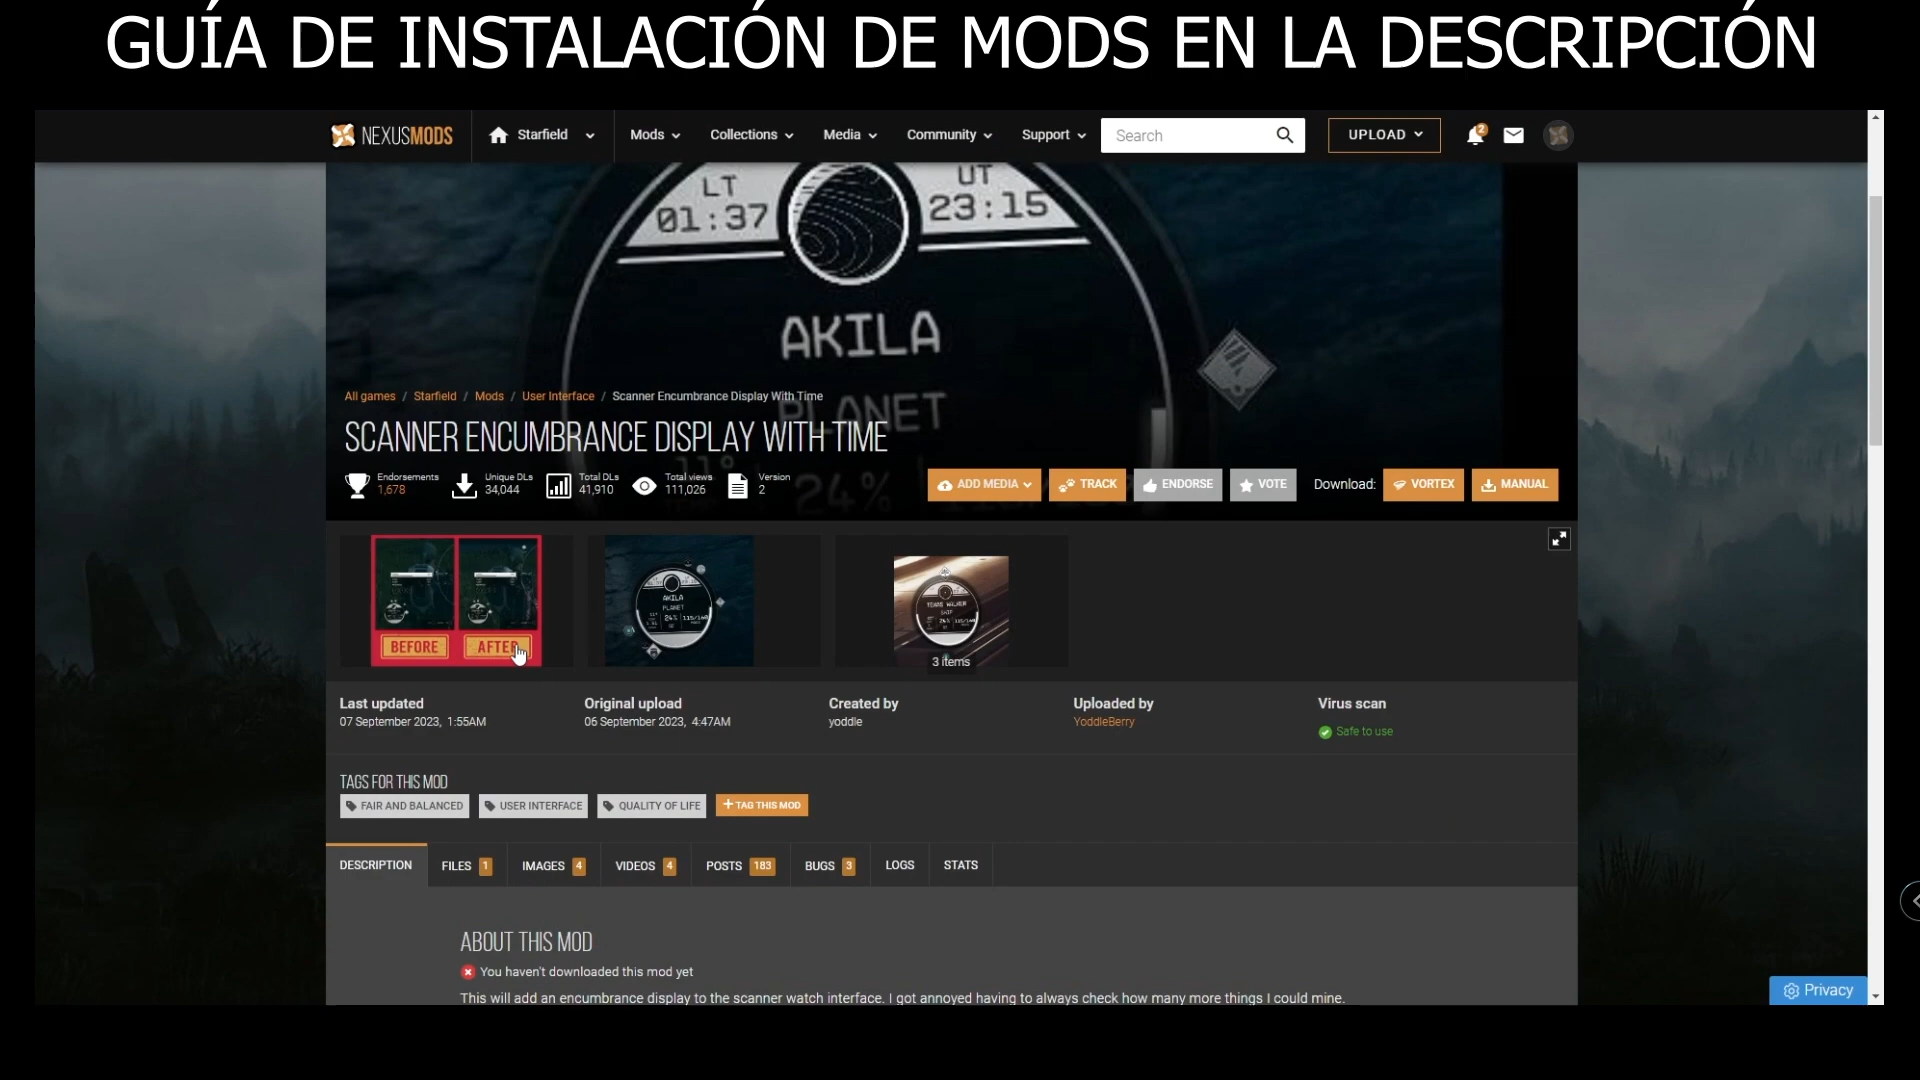 GUÍA DE INSTALACIÓN DE MODS EN LA DESCRIPCIÓN
NEXUSMODS
Starfield
Mods
Collections
Media
Community
Support
Search
UPLOAD
2
LT
01:37
UT
23:15
AKILA
PLANET
11°
24%
All games / Starfield / Mods / User Interface / Scanner Encumbrance Display With Time
SCANNER ENCUMBRANCE DISPLAY WITH TIME
Endorsements
1,678
Unique DLs
34,044
Total DLs
41,910
Total views
111,026
Version
2
ADD MEDIA
TRACK
ENDORSE
VOTE
Download:
VORTEX
MANUAL
BEFORE
AFTER
AKILA
PLANET
24%
3 items
Last updated
07 September 2023, 1:55AM
Original upload
06 September 2023, 4:47AM
Created by
yoddle
Uploaded by
YoddleBerry
Virus scan
Safe to use
TAGS FOR THIS MOD
FAIR AND BALANCED
USER INTERFACE
QUALITY OF LIFE
+ TAG THIS MOD
DESCRIPTION
FILES 1
IMAGES 4
VIDEOS 4
POSTS 183
BUGS 3
LOGS
STATS
ABOUT THIS MOD
You haven't downloaded this mod yet
This will add an encumbrance display to the scanner watch interface. I got annoyed having to always check how many more things I could mine.
Privacy